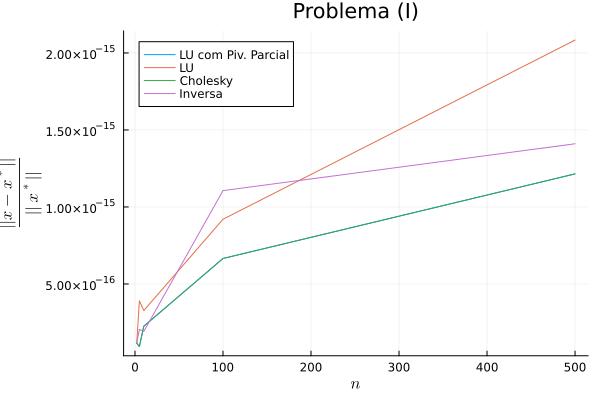 Problema (I)
||x − x*||
||x*||
2.00×10⁻¹⁵
1.50×10⁻¹⁵
1.00×10⁻¹⁵
5.00×10⁻¹⁶
LU com Piv. Parcial
LU
Cholesky
Inversa
0 100 200 300 400 500
n